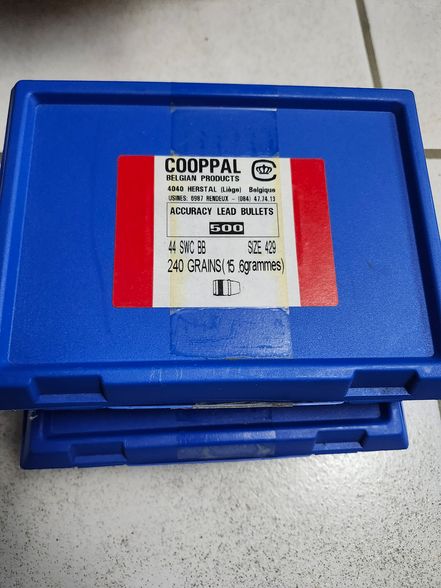 COOPPAL
BELGIAN PRODUCTS
4040 HERSTAL (Liège) Belgique
USINES: 6987 RENDEUX - (084) 47.74.13
ACCURACY LEAD BULLETS
500
44 SWC BB SIZE 429
240 GRAINS(15.6grammes)